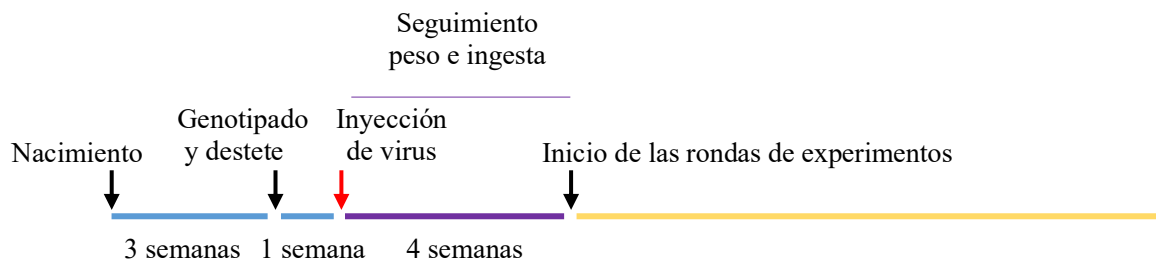 Seguimiento
peso e ingesta
Genotipado
y destete
Inyección
de virus
Nacimiento
Inicio de las rondas de experimentos
3 semanas
1 semana
4 semanas